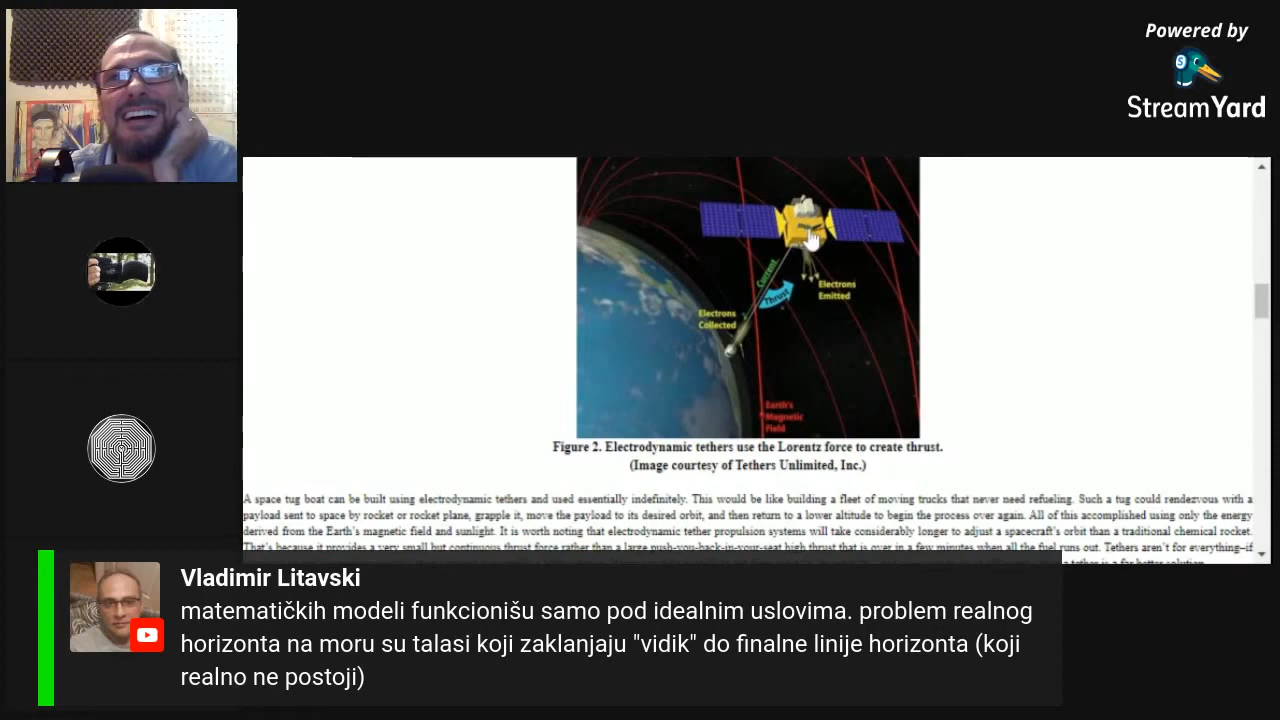 Powered by
StreamYard
Current
Thrust
Electrons
Emitted
Electrons
Collected
Earth's
Magnetic
Field
Figure 2. Electrodynamic tethers use the Lorentz force to create thrust.
(Image courtesy of Tethers Unlimited, Inc.)
A space tug boat can be built using electrodynamic tethers and used essentially indefinitely. This would be like building a fleet of moving trucks that never need refueling. Such a tug could rendezvous with a
payload sent to space by rocket or rocket plane, grapple it, move the payload to its desired orbit, and then return to a lower altitude to begin the process over again. All of this accomplished using only the energy
derived from the Earth's magnetic field and sunlight. It is worth noting that electrodynamic tether propulsion systems will take considerably longer to adjust a spacecraft's orbit than a traditional chemical rocket.
That's because it provides a very small but continuous thrust force rather than a large push-you-back-in-your-seat high thrust that is over in a few minutes when all the fuel runs out. Tethers aren't for everything–if
a tether is a far better solution.
Vladimir Litavski
matematičkih modeli funkcionišu samo pod idealnim uslovima. problem realnog
horizonta na moru su talasi koji zaklanjaju "vidik" do finalne linije horizonta (koji
realno ne postoji)